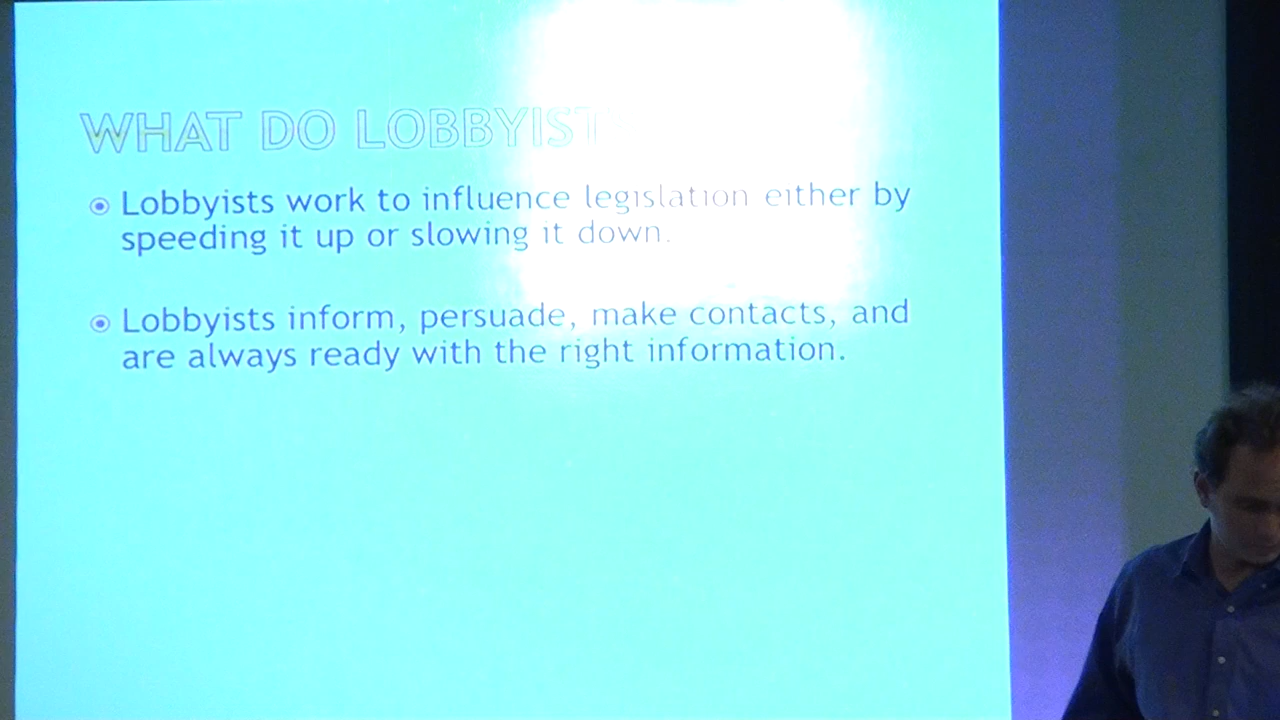 WHAT DO LOBBYIST
Lobbyists work to influence legislation either by
speeding it up or slowing it down.
Lobbyists inform, persuade, make contacts, and
are always ready with the right information.